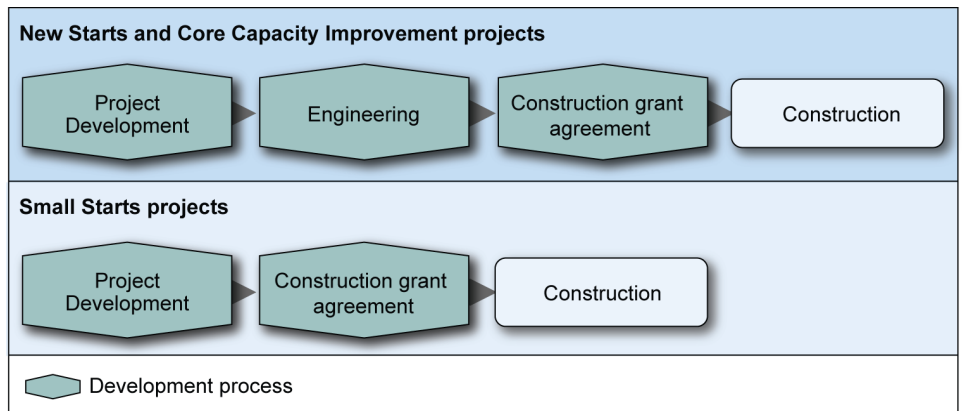 New Starts and Core Capacity Improvement projects
Project
Development
Engineering
Construction grant
agreement
Construction
Small Starts projects
Project
Development
Construction grant
agreement
Construction
Development process